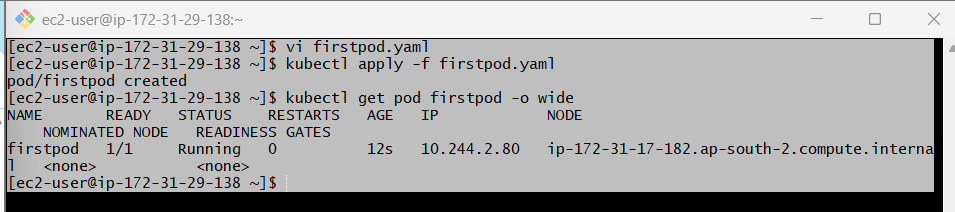 ec2-user@ip-172-31-29-138:~
[ec2-user@ip-172-31-29-138 ~]$ vi firstpod.yaml
[ec2-user@ip-172-31-29-138 ~]$ kubectl apply -f firstpod.yaml
pod/firstpod created
[ec2-user@ip-172-31-29-138 ~]$ kubectl get pod firstpod -o wide
NAME READY STATUS RESTARTS AGE IP NODE
NOMINATED NODE READINESS GATES
firstpod 1/1 Running 0 12s 10.244.2.80 ip-172-31-17-182.ap-south-2.compute.interna
l <none> <none>
[ec2-user@ip-172-31-29-138 ~]$